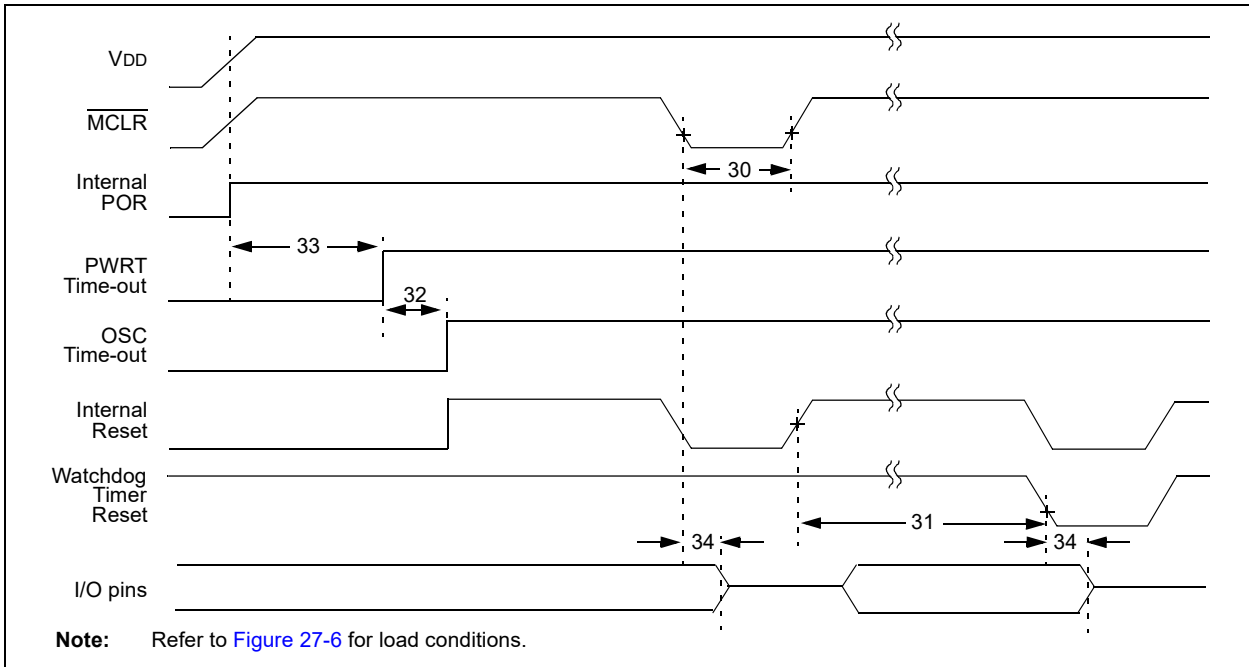 VDD
MCLR
30
Internal
POR
33
PWRT
Time-out
32
OSC
Time-out
Internal
Reset
Watchdog
Timer
Reset
31
34
34
I/O pins
Note: Refer to Figure 27-6 for load conditions.